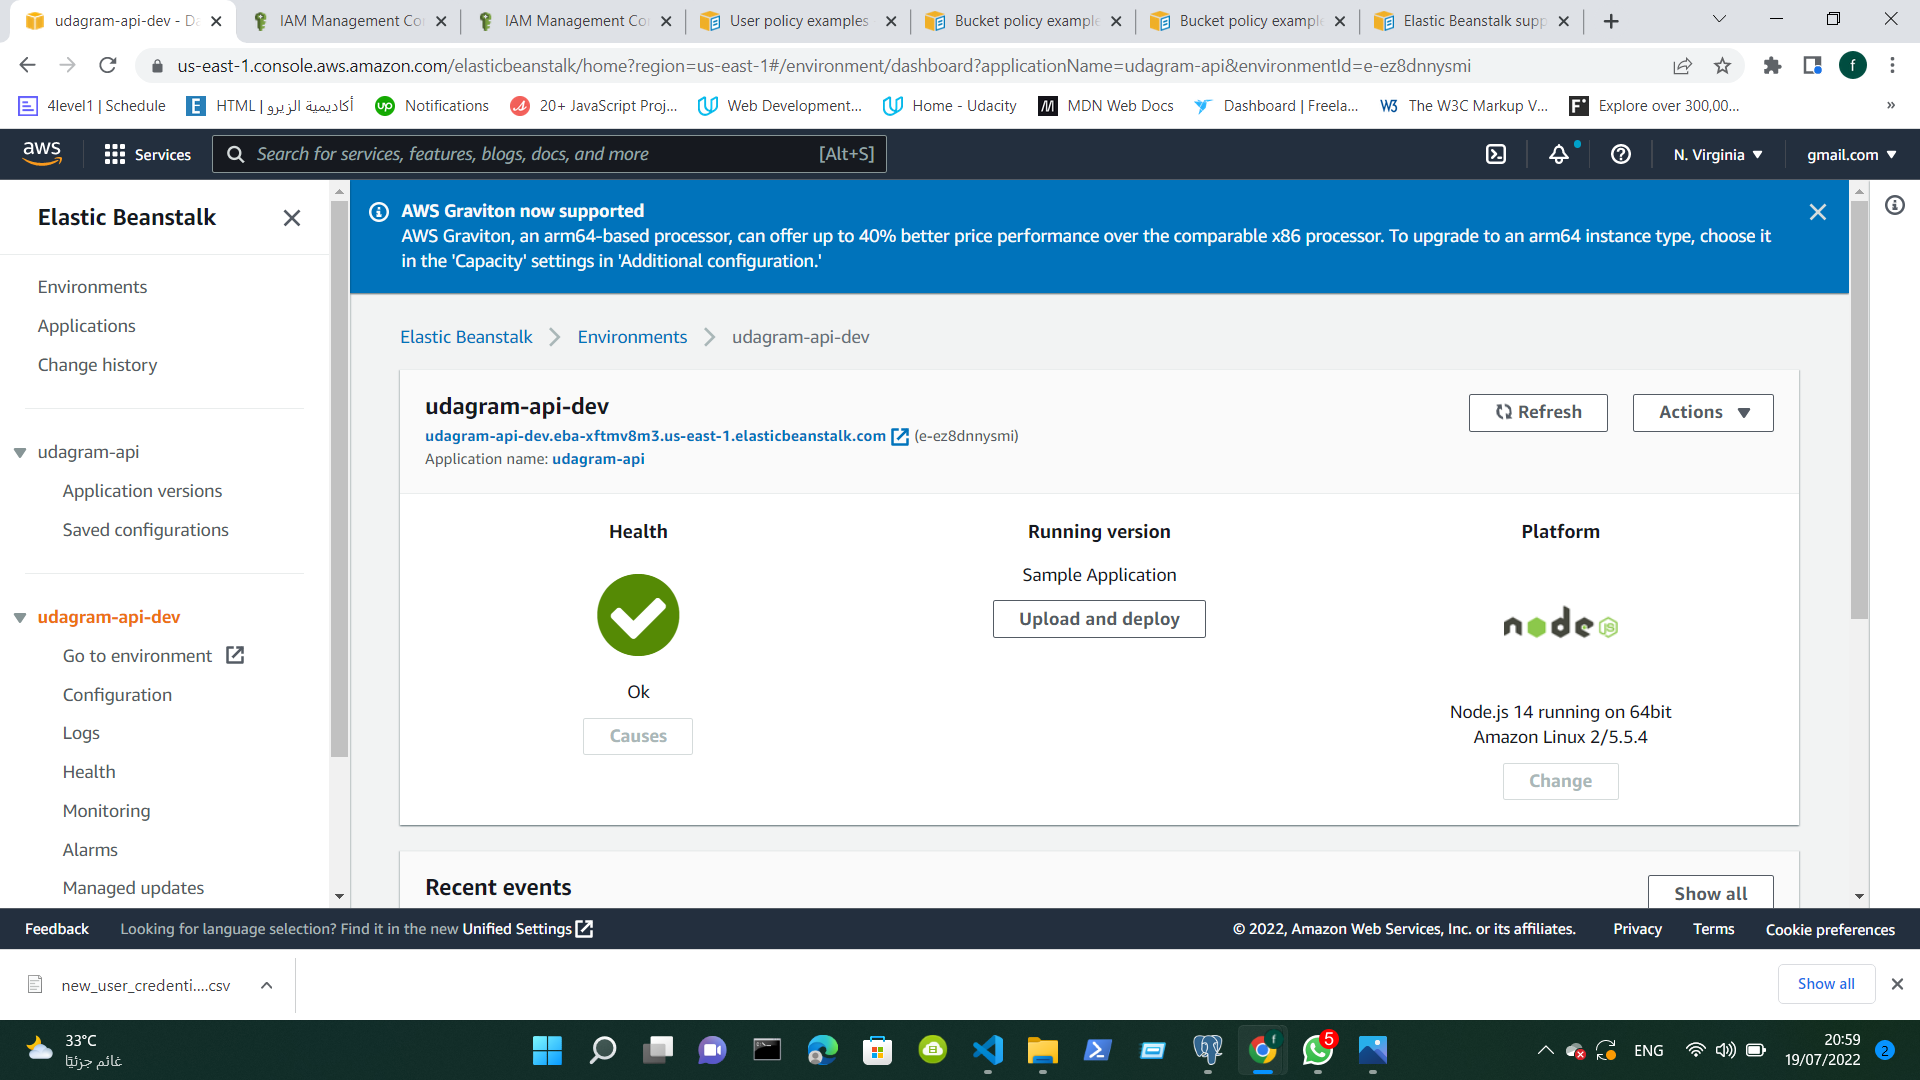 udagram-api-dev - Da
IAM Management Con
IAM Management Con
User policy examples
Bucket policy example
Bucket policy example
Elastic Beanstalk supp
us-east-1.console.aws.amazon.com/elasticbeanstalk/home?region=us-east-1#/environment/dashboard?applicationName=udagram-api&environmentId=e-ez8dnnysmi
f
4level1 | Schedule
HTML | أكاديمية الزيرو
Notifications
20+ JavaScript Proj...
Web Development...
Home - Udacity
MDN Web Docs
Dashboard | Freela...
The W3C Markup V...
Explore over 300,00...
»
aws
Services
Search for services, features, blogs, docs, and more
[Alt+S]
N. Virginia
gmail.com
Elastic Beanstalk
Environments
Applications
Change history
udagram-api
Application versions
Saved configurations
udagram-api-dev
Go to environment
Configuration
Logs
Health
Monitoring
Alarms
Managed updates
AWS Graviton now supported
AWS Graviton, an arm64-based processor, can offer up to 40% better price performance over the comparable x86 processor. To upgrade to an arm64 instance type, choose it
in the 'Capacity' settings in 'Additional configuration.'
Elastic Beanstalk
Environments
udagram-api-dev
udagram-api-dev
udagram-api-dev.eba-xftmv8m3.us-east-1.elasticbeanstalk.com (e-ez8dnnysmi)
Application name: udagram-api
Refresh
Actions
Health
Ok
Causes
Running version
Sample Application
Upload and deploy
Platform
node JS
Node.js 14 running on 64bit
Amazon Linux 2/5.5.4
Change
Recent events
Show all
Feedback
Looking for language selection? Find it in the new Unified Settings
© 2022, Amazon Web Services, Inc. or its affiliates.
Privacy
Terms
Cookie preferences
new_user_credenti....csv
Show all
33°C
غائم جزئيًا
5
ENG
20:59
19/07/2022
2